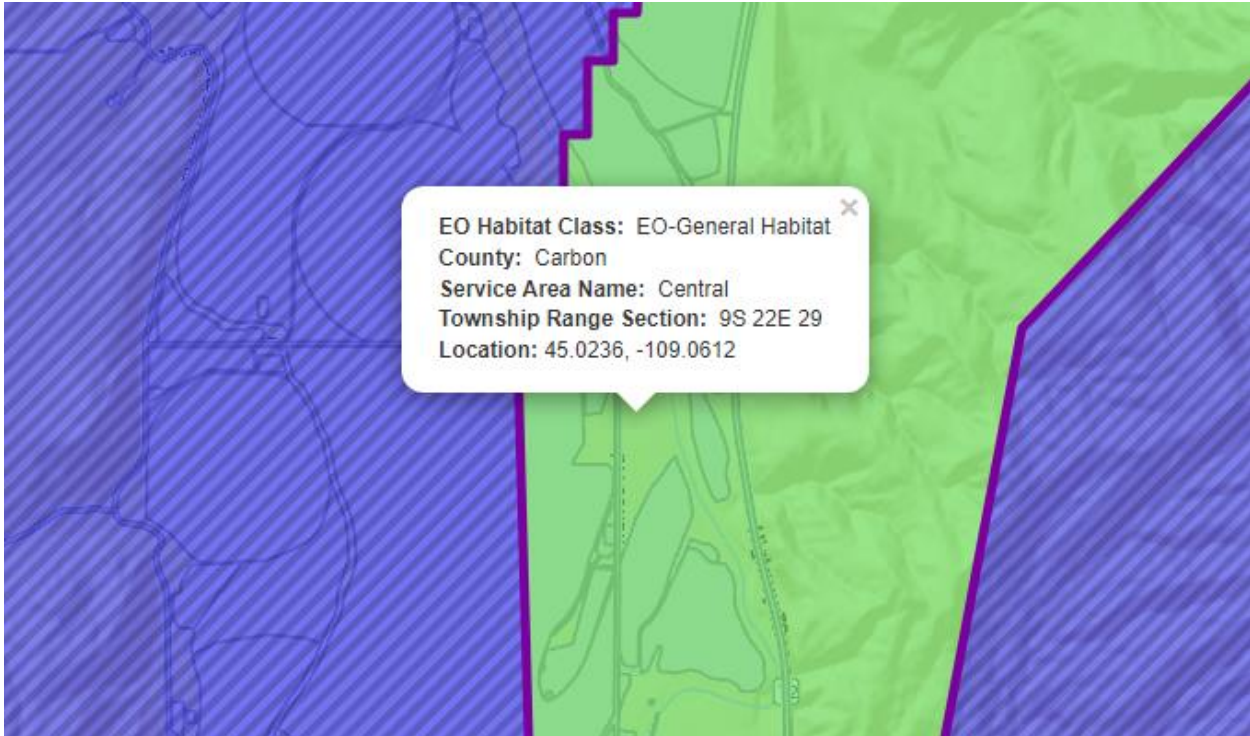 EO Habitat Class: EO-General Habitat
County: Carbon
Service Area Name: Central
Township Range Section: 9S 22E 29
Location: 45.0236, -109.0612